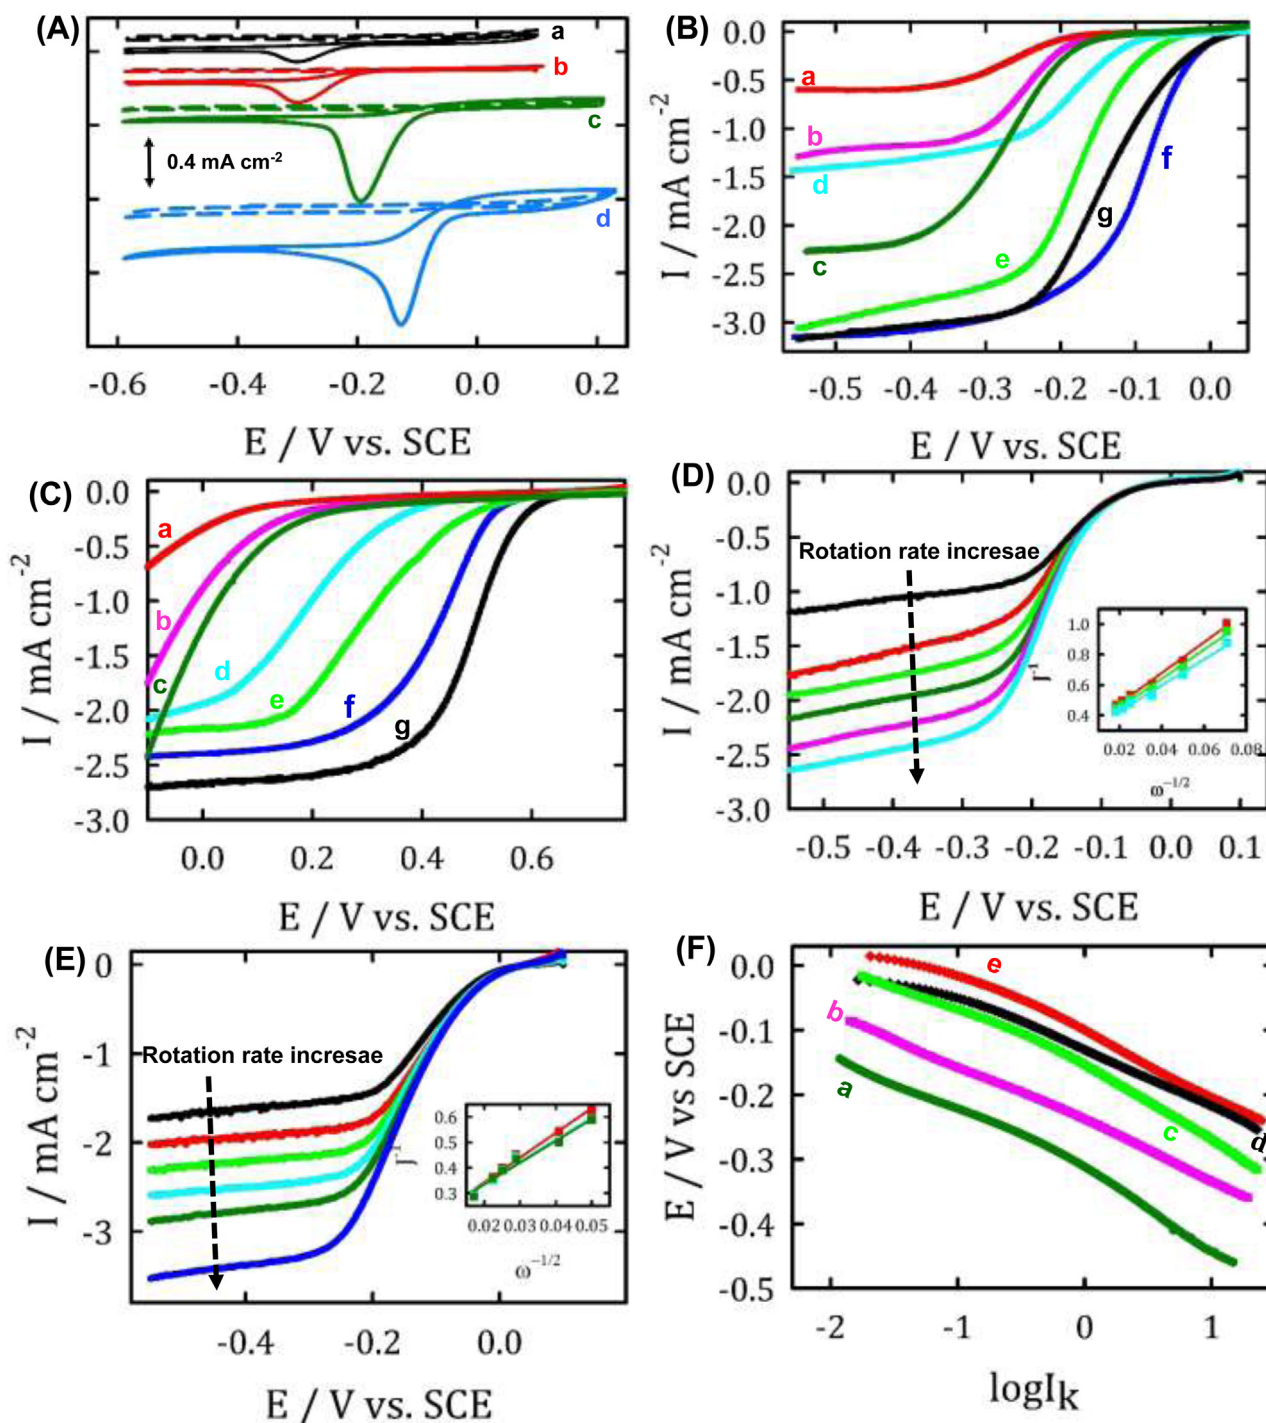 (A)
a
b
c
0.4 mA cm-2
d
-0.6 -0.4 -0.2 0.0 0.2
E / V vs. SCE
(B)
0.0
-0.5
-1.0
-1.5
-2.0
-2.5
-3.0
I / mA cm-2
a
b
d
c
e
g
f
-0.5 -0.4 -0.3 -0.2 -0.1 0.0
E / V vs. SCE
(C)
0.0
-0.5
-1.0
-1.5
-2.0
-2.5
-3.0
I / mA cm-2
a
b
c
d
e
f
g
0.0 0.2 0.4 0.6
E / V vs. SCE
(D)
0.0
-0.5
-1.0
-1.5
-2.0
-2.5
-3.0
I / mA cm-2
Rotation rate incresae
1.0
0.8
0.6
0.4
J-1
0.02 0.04 0.06 0.08
ω-1/2
-0.5 -0.4 -0.3 -0.2 -0.1 0.0 0.1
E / V vs. SCE
(E)
0
-1
-2
-3
I / mA cm-2
Rotation rate incresae
0.6
0.5
0.4
0.3
J-1
0.02 0.03 0.04 0.05
ω-1/2
-0.4 -0.2 0.0
E / V vs. SCE
(F)
0.0
-0.1
-0.2
-0.3
-0.4
-0.5
E / V vs SCE
e
b
a
c
d
-2 -1 0 1
logIk